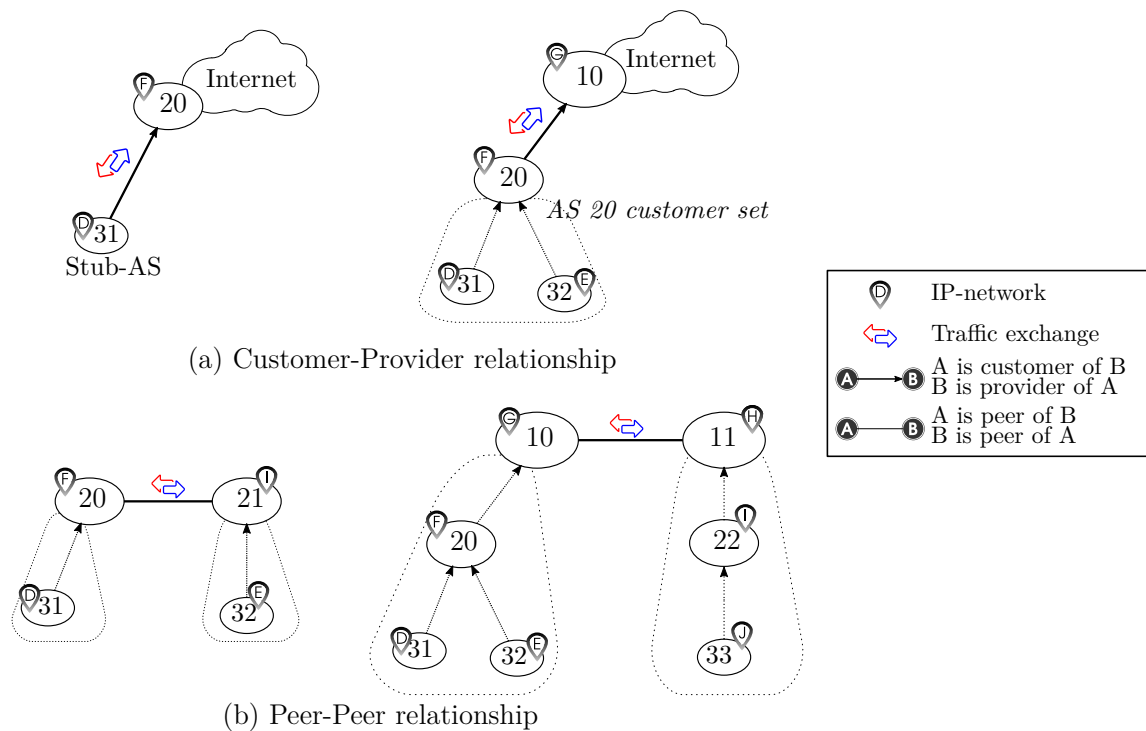 F
20
Internet
D
31
Stub-AS
G
10
Internet
F
20
AS 20 customer set
D
31
32
E
(a) Customer-Provider relationship
D
IP-network
Traffic exchange
A B A is customer of B
B is provider of A
A B A is peer of B
B is peer of A
F
20
21
I
D
31
32
E
G
10
11
H
F
20
22
I
D
31
32
E
33
J
(b) Peer-Peer relationship